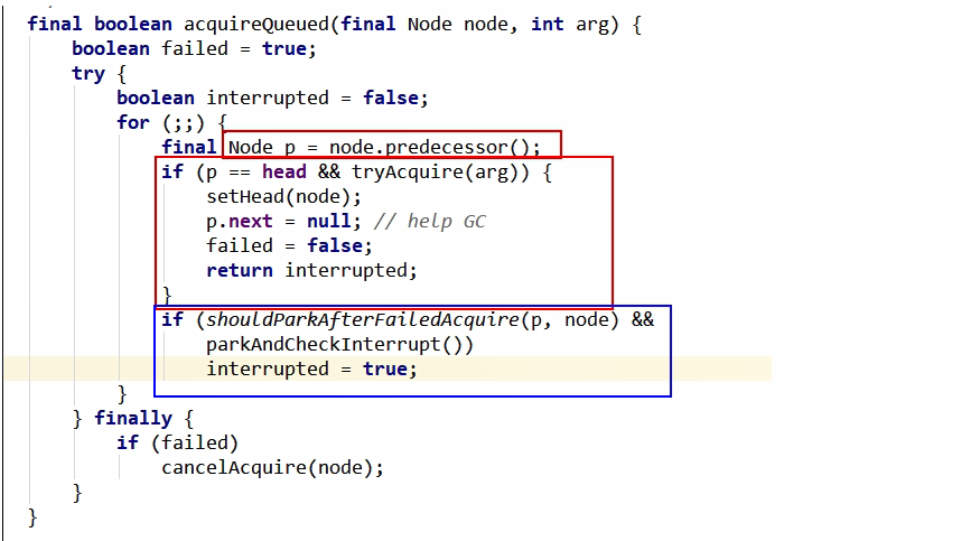 final boolean acquireQueued(final Node node, int arg) {
boolean failed = true;
try {
boolean interrupted = false;
for (;;) {
final Node p = node.predecessor();
if (p == head && tryAcquire(arg)) {
setHead(node);
p.next = null; // help GC
failed = false;
return interrupted;
}
if (shouldParkAfterFailedAcquire(p, node) &&
parkAndCheckInterrupt())
interrupted = true;
}
} finally {
if (failed)
cancelAcquire(node);
}
}